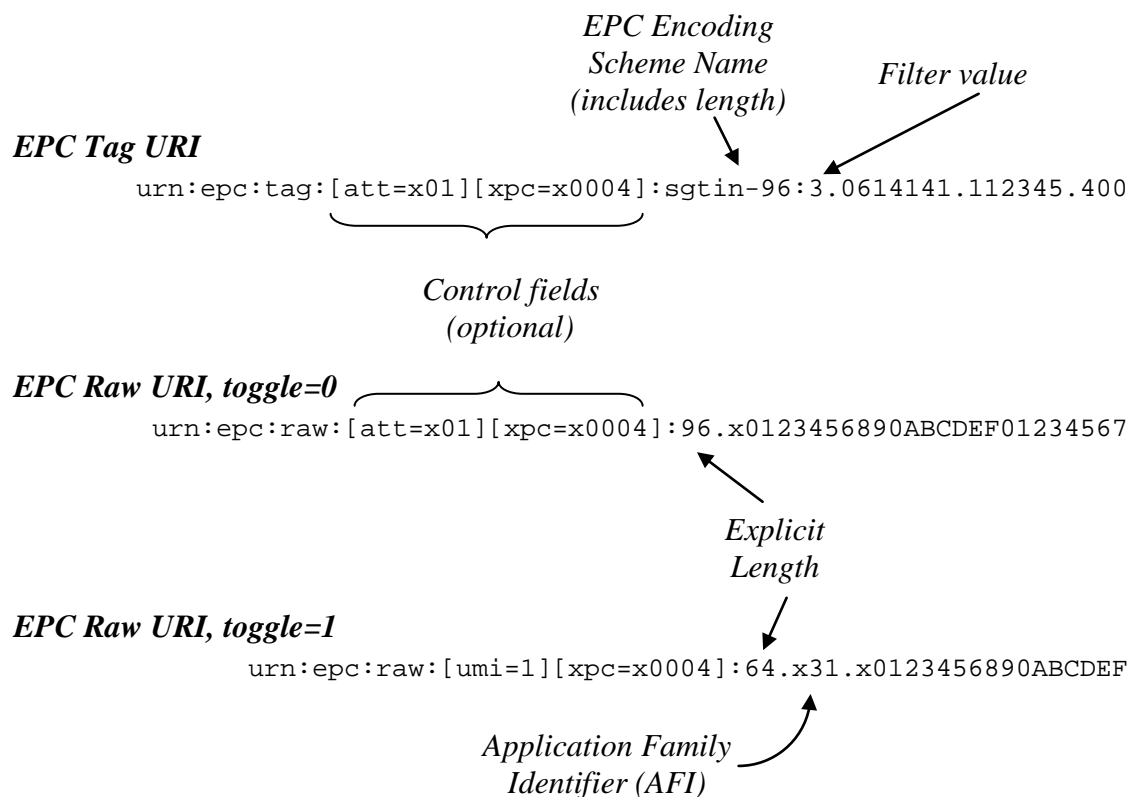 EPC Encoding
Scheme Name
(includes length)
Filter value
EPC Tag URI
urn:epc:tag:[att=x01][xpc=x0004]:sgtin-96:3.0614141.112345.400
Control fields
(optional)
EPC Raw URI, toggle=0
urn:epc:raw:[att=x01][xpc=x0004]:96.x0123456890ABCDEF01234567
Explicit
Length
EPC Raw URI, toggle=1
urn:epc:raw:[umi=1][xpc=x0004]:64.x31.x0123456890ABCDEF
Application Family
Identifier (AFI)